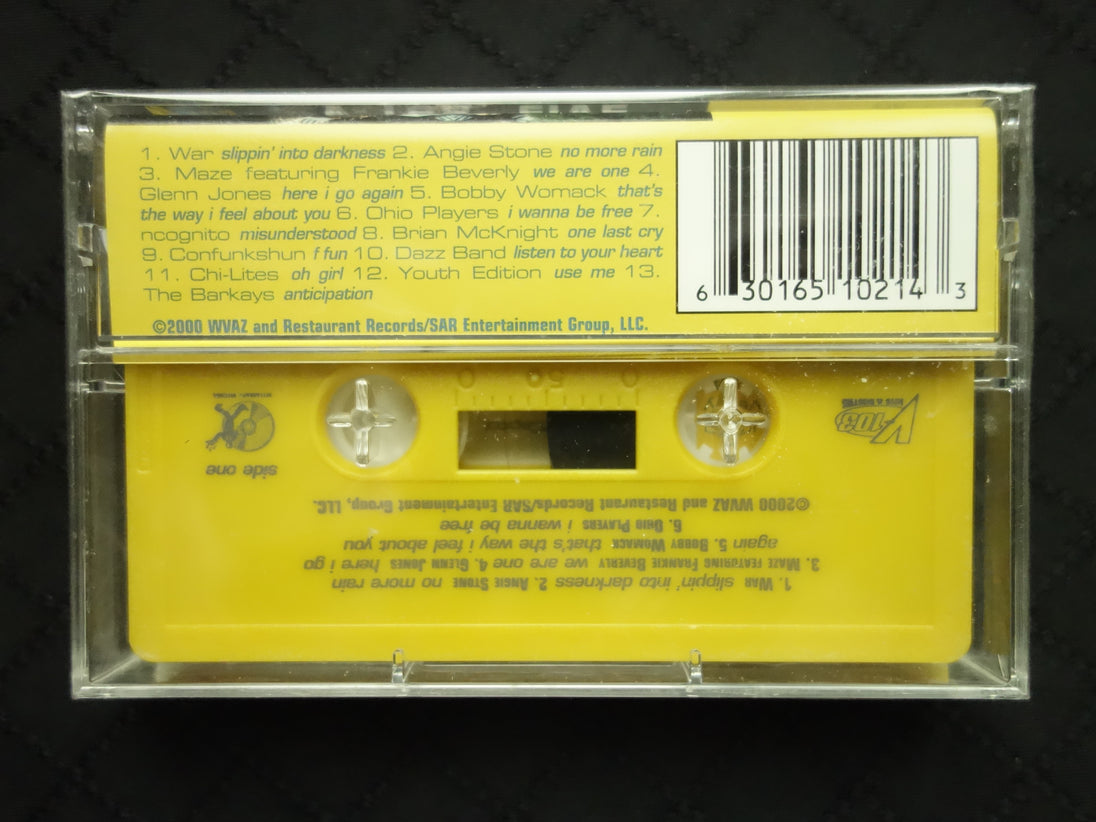 1. War slippin' into darkness 2. Angie Stone no more rain
3. Maze featuring Frankie Beverly we are one 4.
Glenn Jones here i go again 5. Bobby Womack that's
the way i feel about you 6. Ohio Players i wanna be free 7.
ncognito misunderstood 8. Brian McKnight one last cry
9. Confunkshun f fun 10. Dazz Band listen to your heart
11. Chi-Lites oh girl 12. Youth Edition use me 13.
The Barkays anticipation
©2000 WVAZ and Restaurant Records/SAR Entertainment Group, LLC.
6 30165 10214 3
0 50 0
V103
side one
©2000 WVAZ and Restaurant Records/SAR Entertainment Group, LLC.
1. War slippin' into darkness 2. Angie Stone no more rain
3. Maze featuring Frankie Beverly we are one 4. Glenn Jones here i go
again 5. Bobby Womack that's the way i feel about you
6. Ohio Players i wanna be free